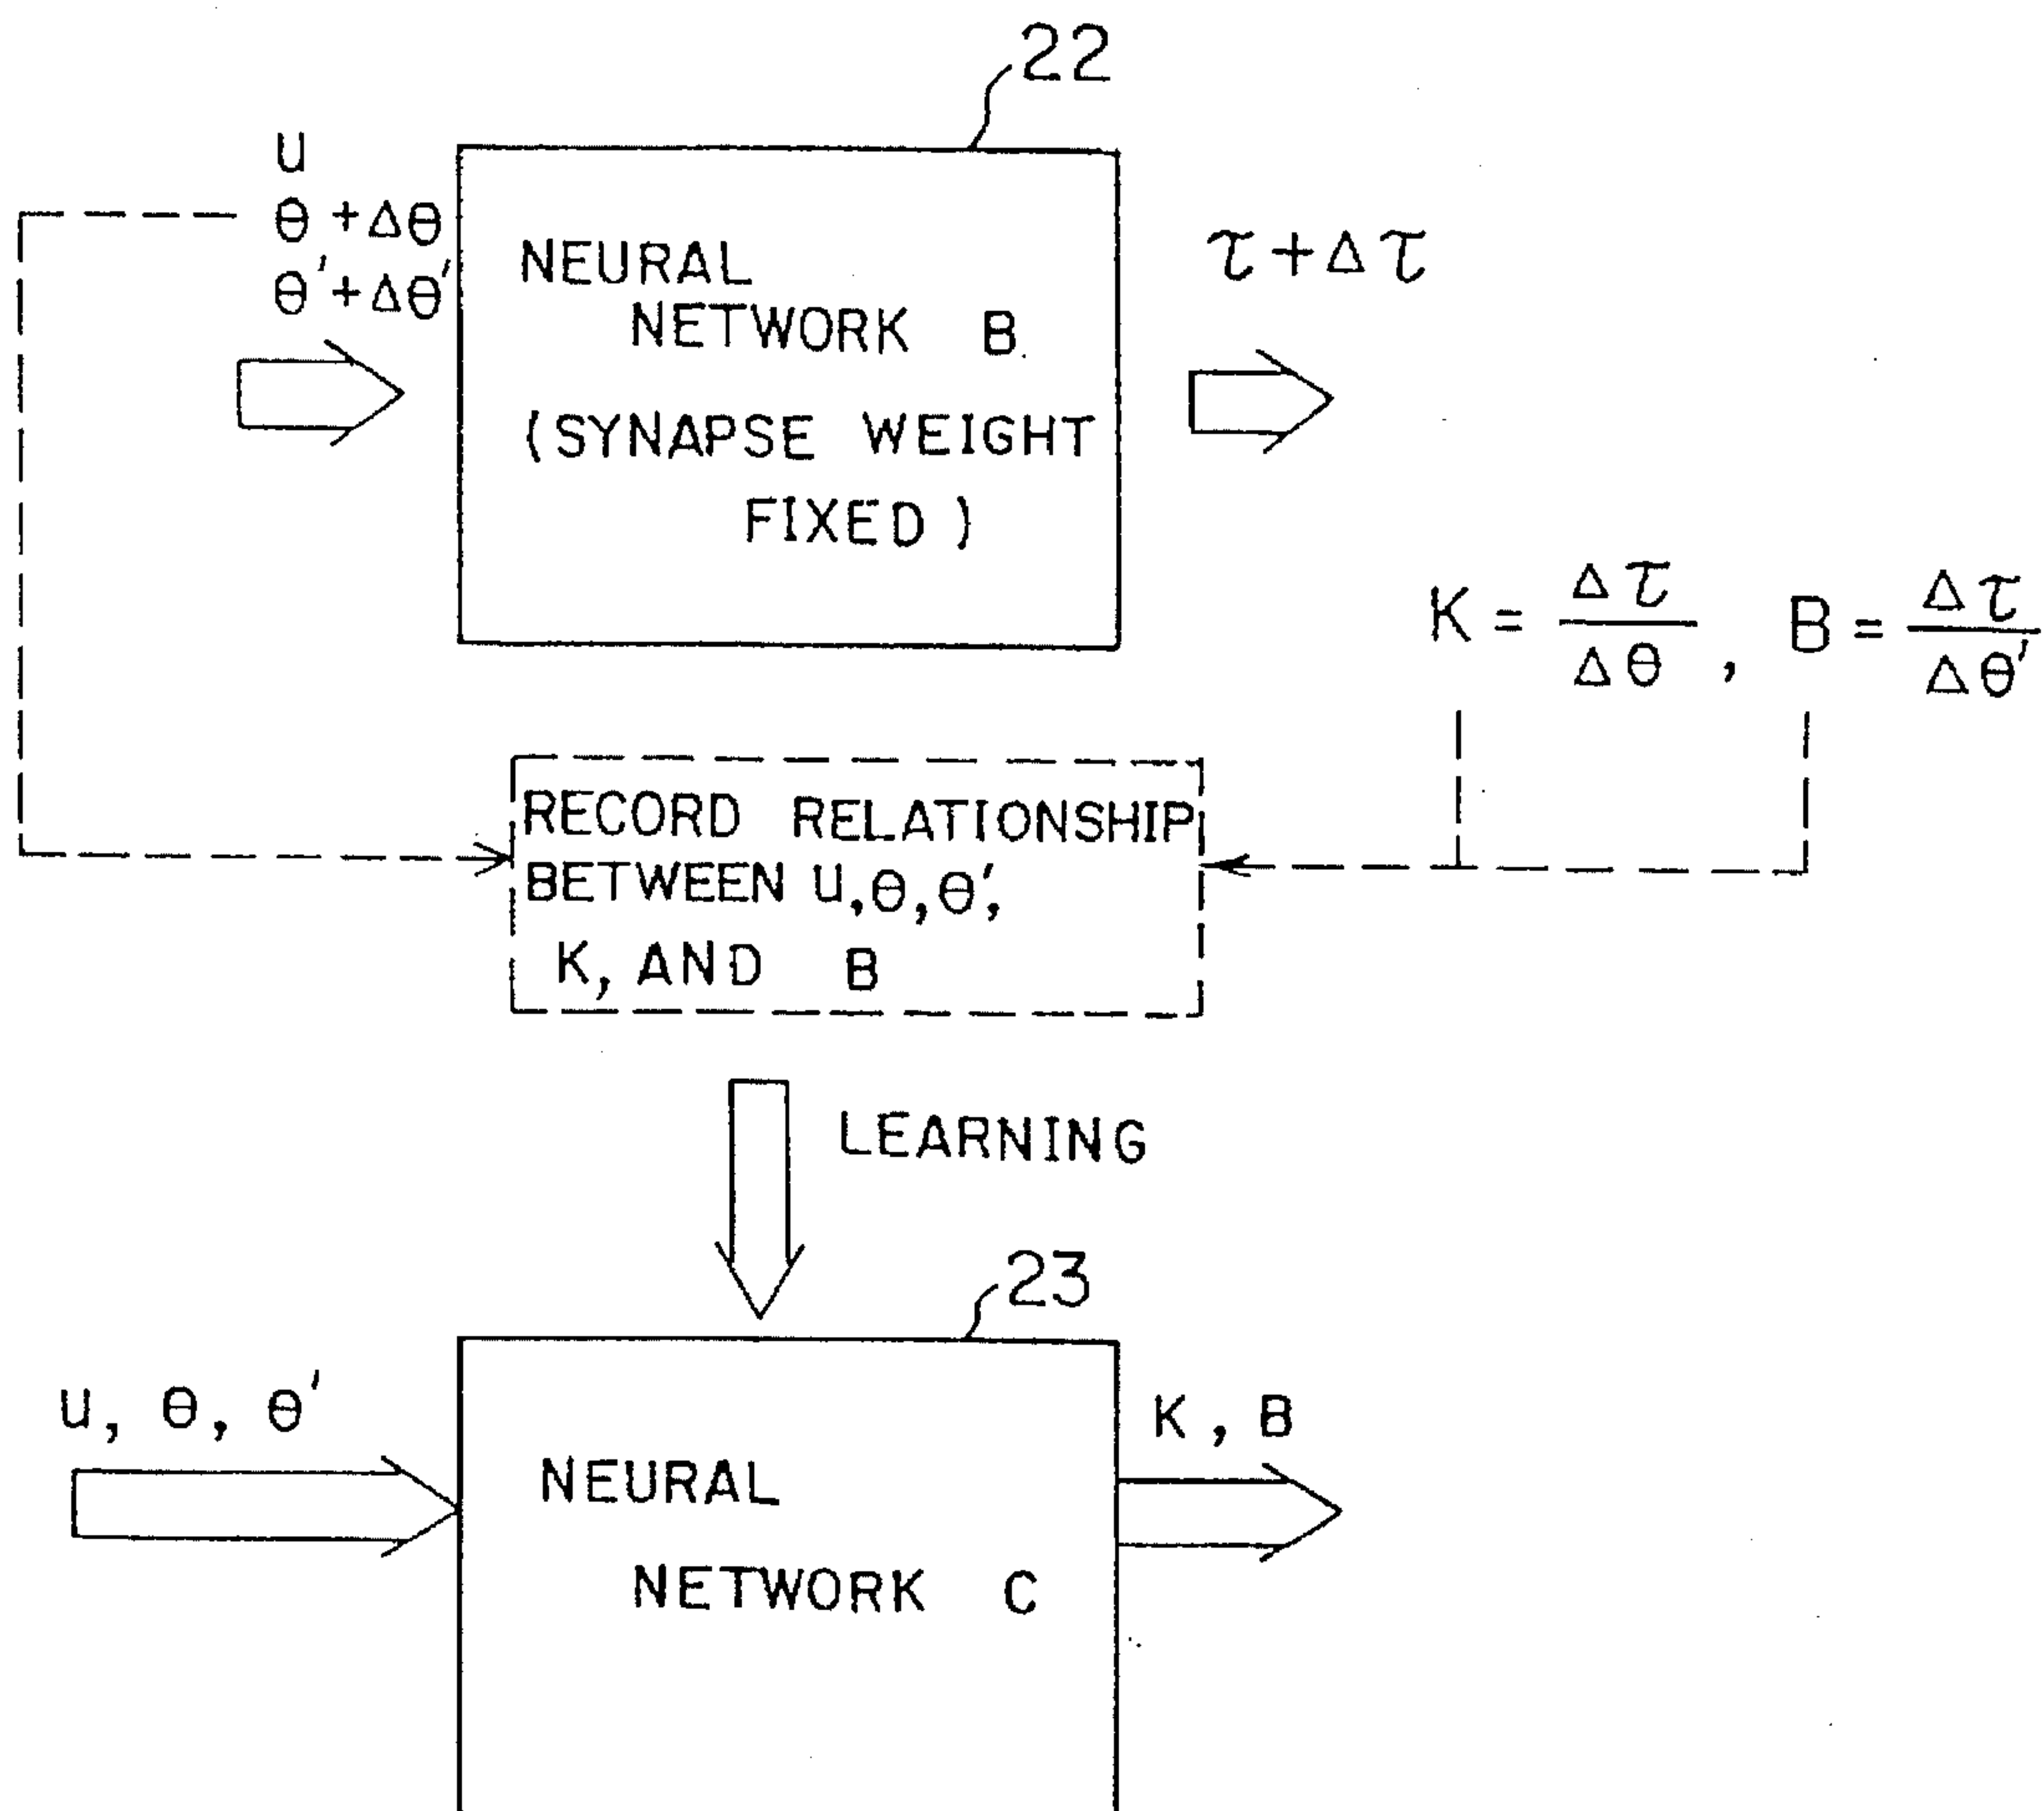 22
u
θ + Δθ
θ' + Δθ'
NEURAL
NETWORK B
(SYNAPSE WEIGHT
FIXED)
τ + Δτ
K = Δτ/Δθ , B = Δτ/Δθ'
RECORD RELATIONSHIP
BETWEEN u, θ, θ',
K, AND B
LEARNING
23
u, θ, θ'
NEURAL
NETWORK C
K, B